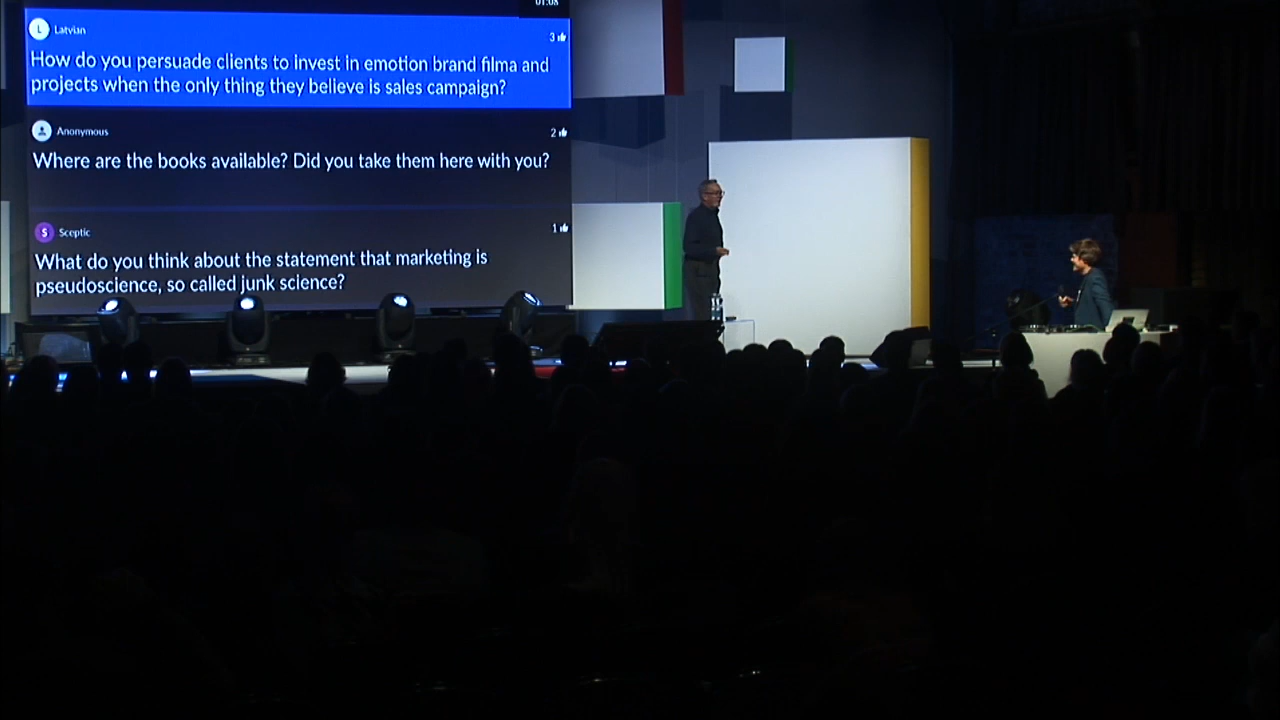 01:08
L Latvian
3
How do you persuade clients to invest in emotion brand filma and
projects when the only thing they believe is sales campaign?
Anonymous
2
Where are the books available? Did you take them here with you?
S Sceptic
1
What do you think about the statement that marketing is
pseudoscience, so called junk science?